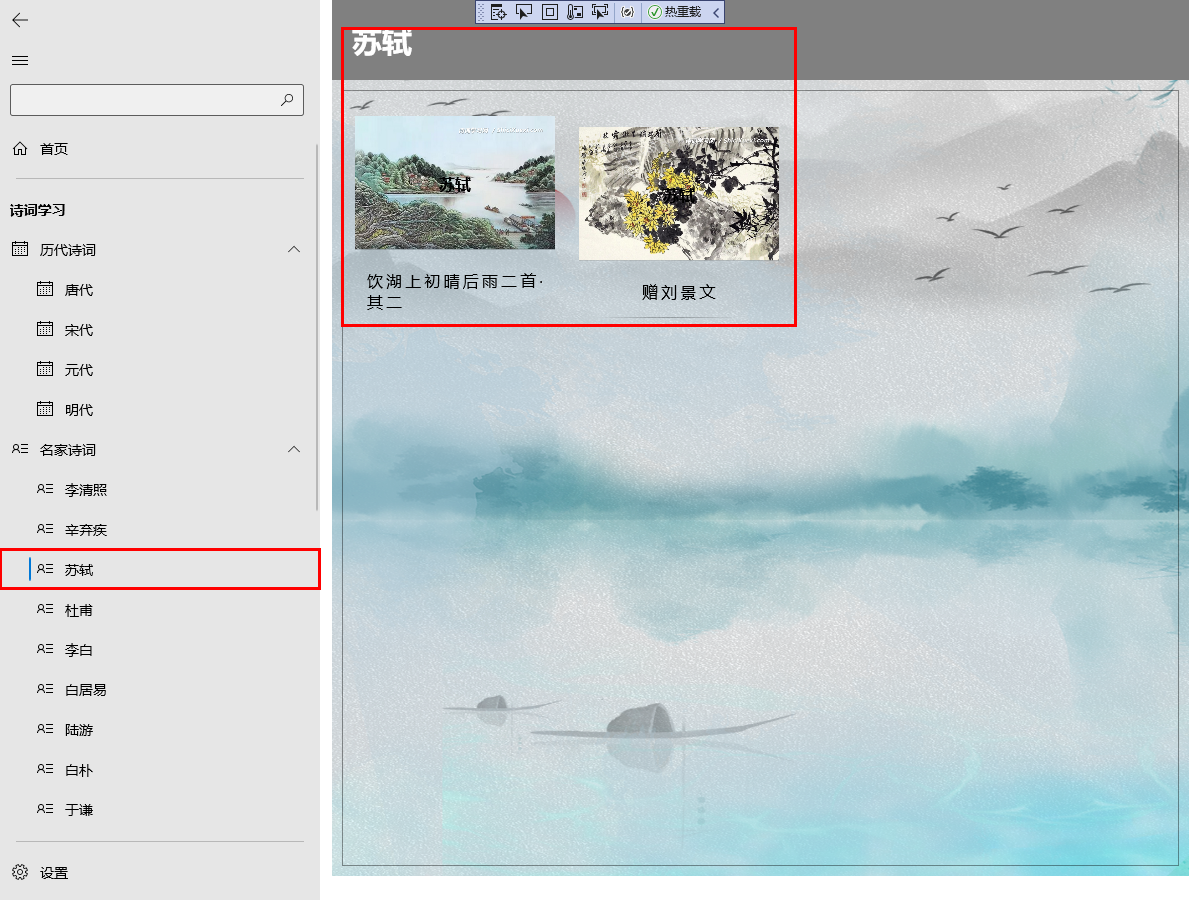 热重载
首页
诗词学习
历代诗词
唐代
宋代
元代
明代
名家诗词
李清照
辛弃疾
苏轼
杜甫
李白
白居易
陆游
白朴
于谦
设置
苏轼
苏轼
饮湖上初晴后雨二首·
其二
苏轼
赠刘景文